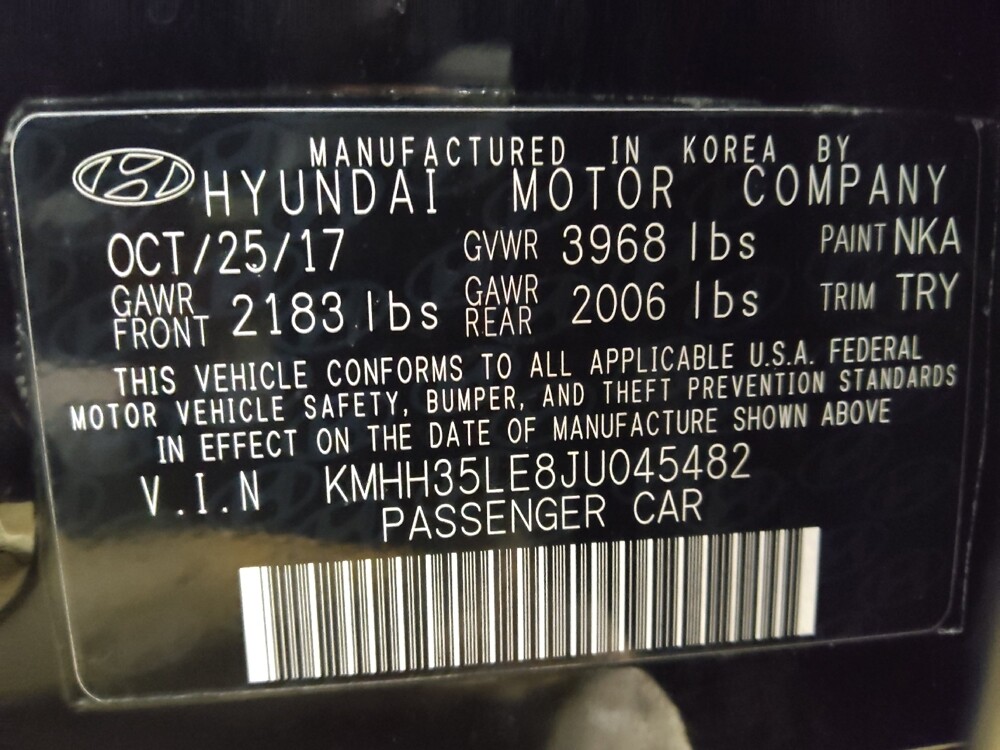 MANUFACTURED IN KOREA BY
HYUNDAI MOTOR COMPANY
OCT/25/17 GVWR 3968 lbs PAINT NKA
GAWR FRONT 2183 lbs GAWR REAR 2006 lbs TRIM TRY
THIS VEHICLE CONFORMS TO ALL APPLICABLE U.S.A. FEDERAL
MOTOR VEHICLE SAFETY, BUMPER, AND THEFT PREVENTION STANDARDS
IN EFFECT ON THE DATE OF MANUFACTURE SHOWN ABOVE
V.I.N KMHH35LE8JU045482
PASSENGER CAR